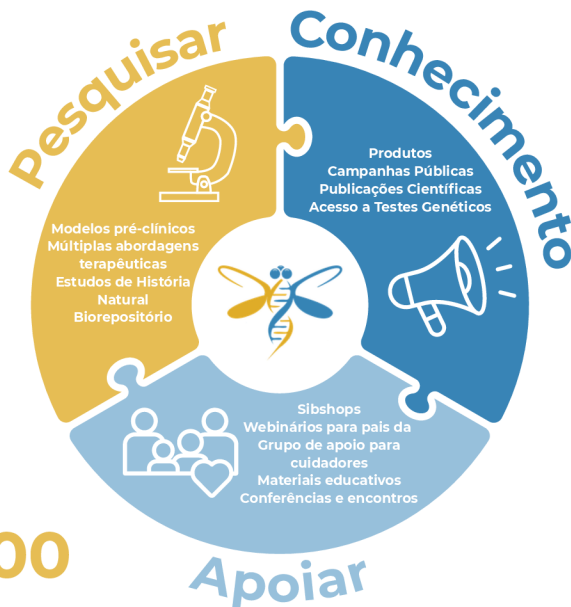 Pesquisar
Conhecimento
Produtos
Campanhas Públicas
Publicações Científicas
Acesso a Testes Genéticos
Modelos pré-clínicos
Múltiplas abordagens
terapêuticas
Estudos de História
Natural
Biorepositório
Sibshops
Webinários para pais da
Grupo de apoio para
cuidadores
Materiais educativos
Conferências e encontros
00
Apoiar